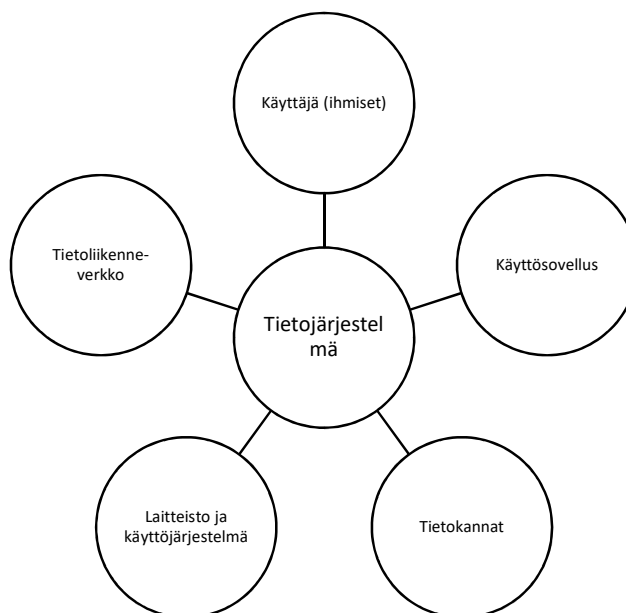 Käyttäjä (ihmiset)
Tietoliikenne-
verkko
Käyttösovellus
Tietojärjestel
mä
Laitteisto ja
käyttöjärjestelmä
Tietokannat